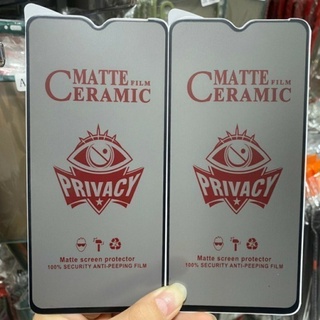 MATTE FILM
CERAMIC
PRIVACY
Matte screen protector
100% SECURITY ANTI-PEEPING FILM
MATTE FILM
CERAMIC
PRIVACY
Matte screen protector
100% SECURITY ANTI-PEEPING FILM